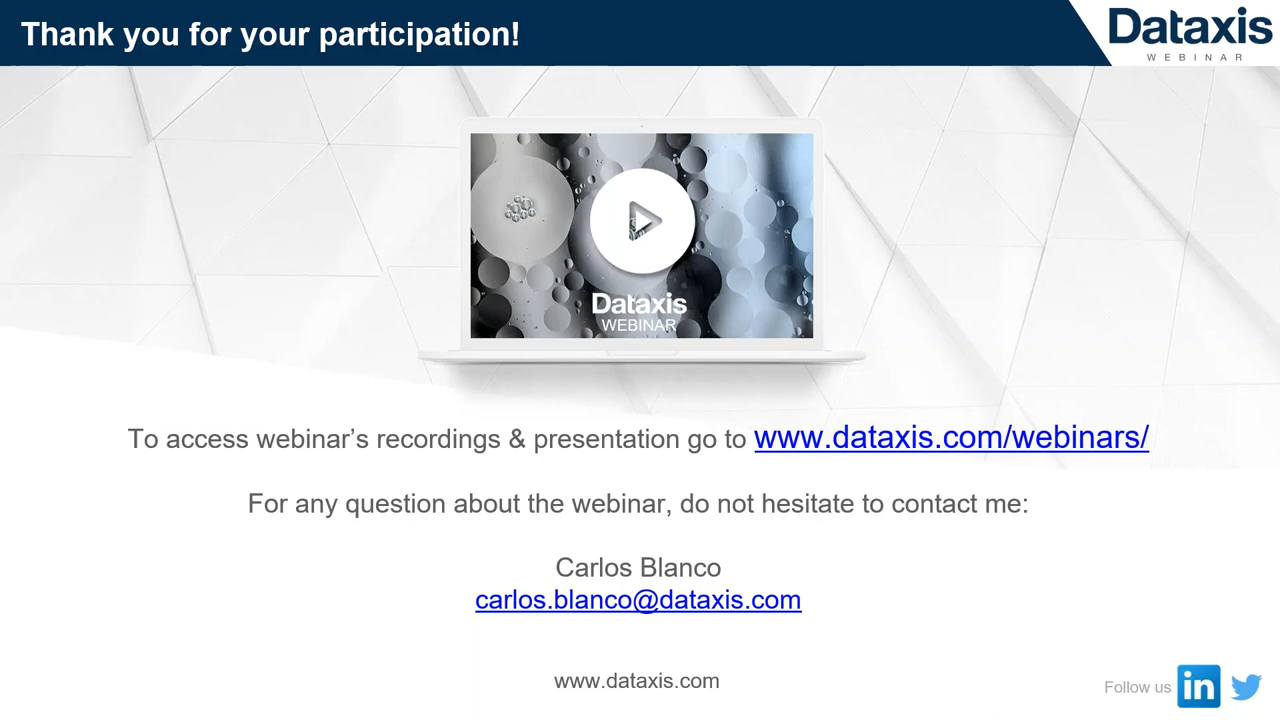 Thank you for your participation!
Dataxis
WEBINAR
Dataxis
WEBINAR
To access webinar’s recordings & presentation go to www.dataxis.com/webinars/
For any question about the webinar, do not hesitate to contact me:
Carlos Blanco
carlos.blanco@dataxis.com
www.dataxis.com
Follow us in